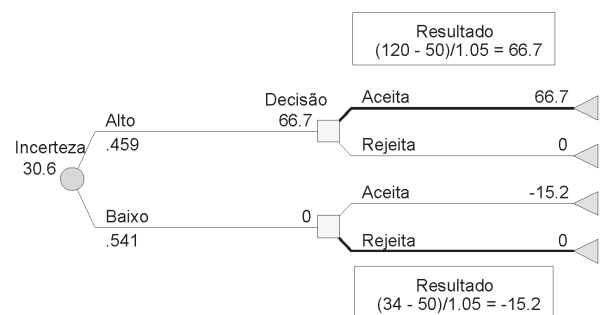 Resultado
(120 - 50)/1.05 = 66.7
Decisão
Aceita 66.7
Alto 66.7
.459
Rejeita 0
Incerteza
30.6
Aceita -15.2
Baixo 0
.541
Rejeita 0
Resultado
(34 - 50)/1.05 = -15.2